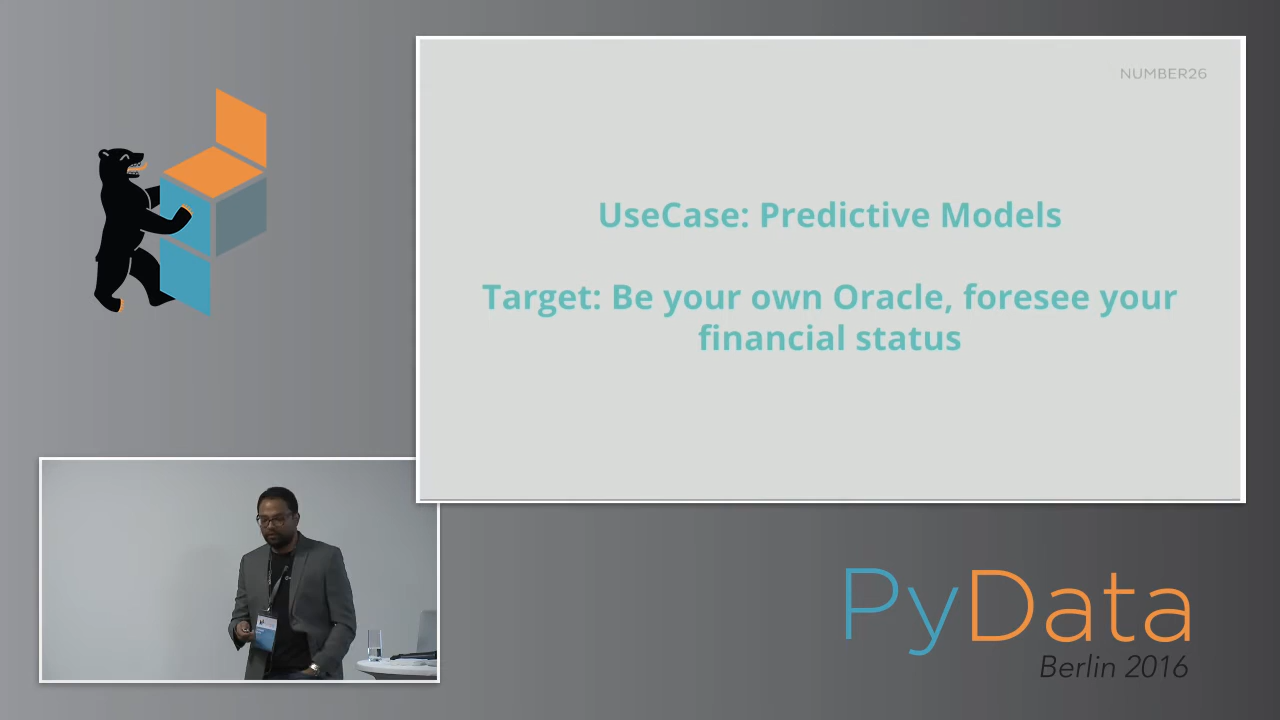 NUMBER26
UseCase: Predictive Models
Target: Be your own Oracle, foresee your
financial status
PyData
Berlin 2016